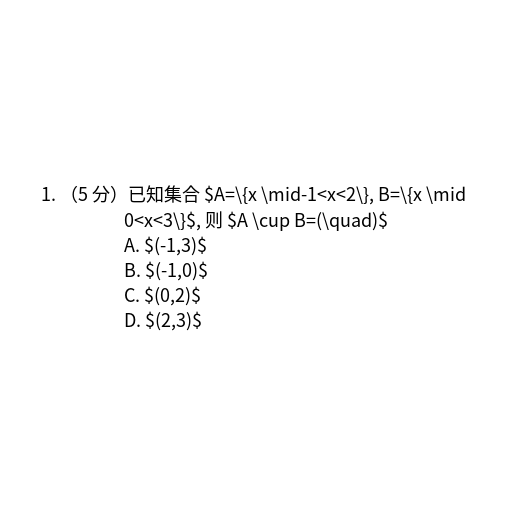 1. （5 分）已知集合 $A=\{x \mid-1<x<2\}, B=\{x \mid
0<x<3\}$, 则 $A \cup B=(\quad)$
A. $(-1,3)$
B. $(-1,0)$
C. $(0,2)$
D. $(2,3)$